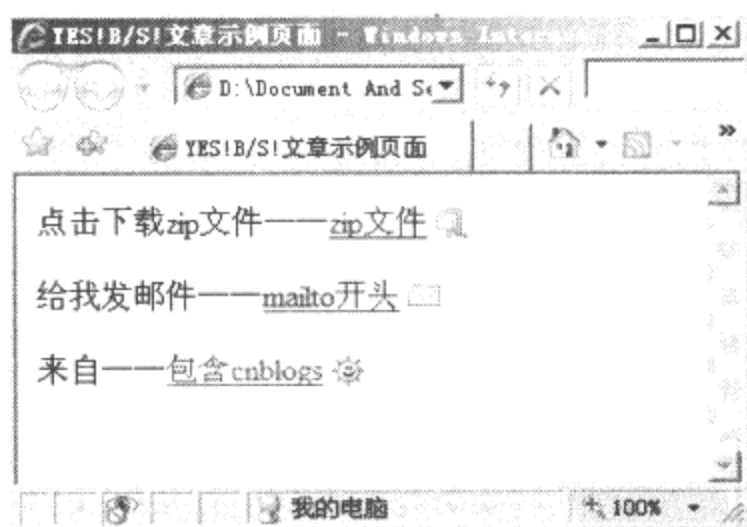 YES!B/S!文章示例页面 - Windows Inter
D:\Document And Se
YES!B/S!文章示例页面
»
点击下载zip文件——zip文件
给我发邮件——mailto开头
来自——包含cnblogs
我的电脑
100%